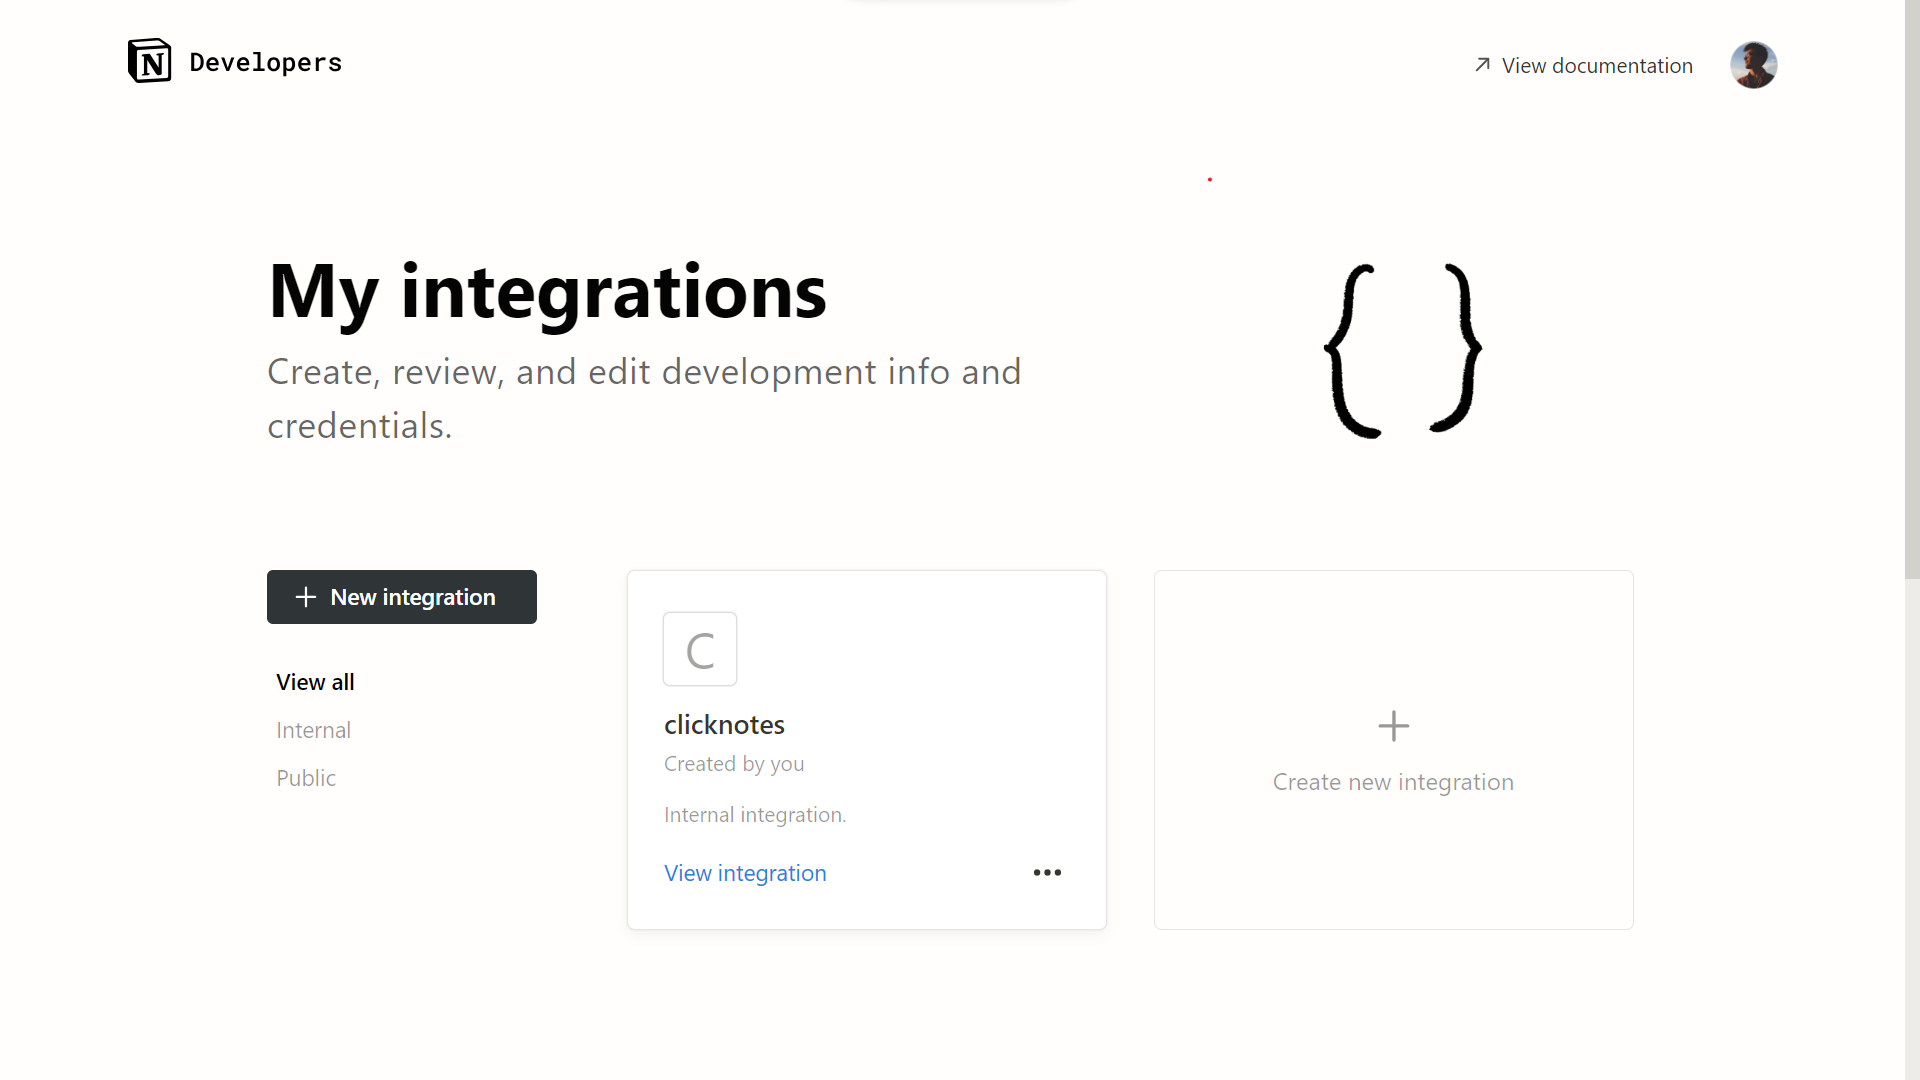 N Developers
View documentation
My integrations
Create, review, and edit development info and
credentials.
{ }
New integration
View all
Internal
Public
C
clicknotes
Created by you
Internal integration.
View integration
Create new integration